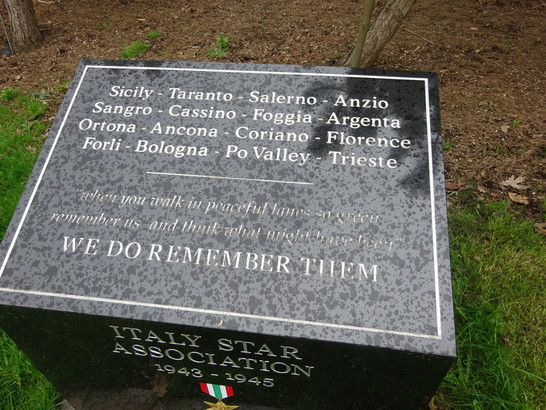 Sicily - Taranto - Salerno - Anzio
Sangro - Cassino - Foggia - Argenta
Ortona - Ancona - Coriano - Florence
Forli - Bologna - Po Valley - Trieste
"when you walk in peaceful lanes so green
remember us, and think what might have been"
WE DO REMEMBER THEM
ITALY STAR
ASSOCIATION
1943 - 1945